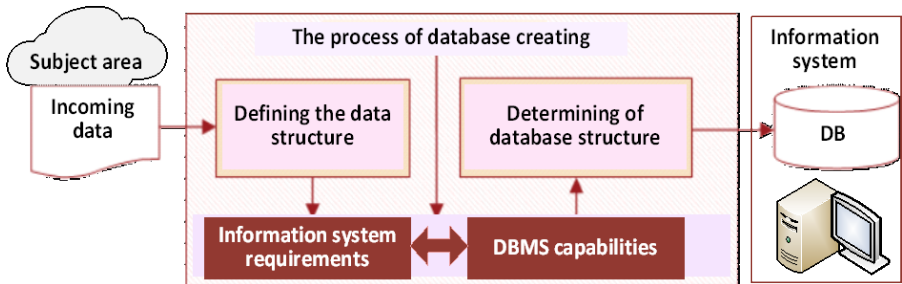 Subject area
Incoming
data
The process of database creating
Defining the data
structure
Determining of
database structure
Information system
requirements
DBMS capabilities
Information
system
DB